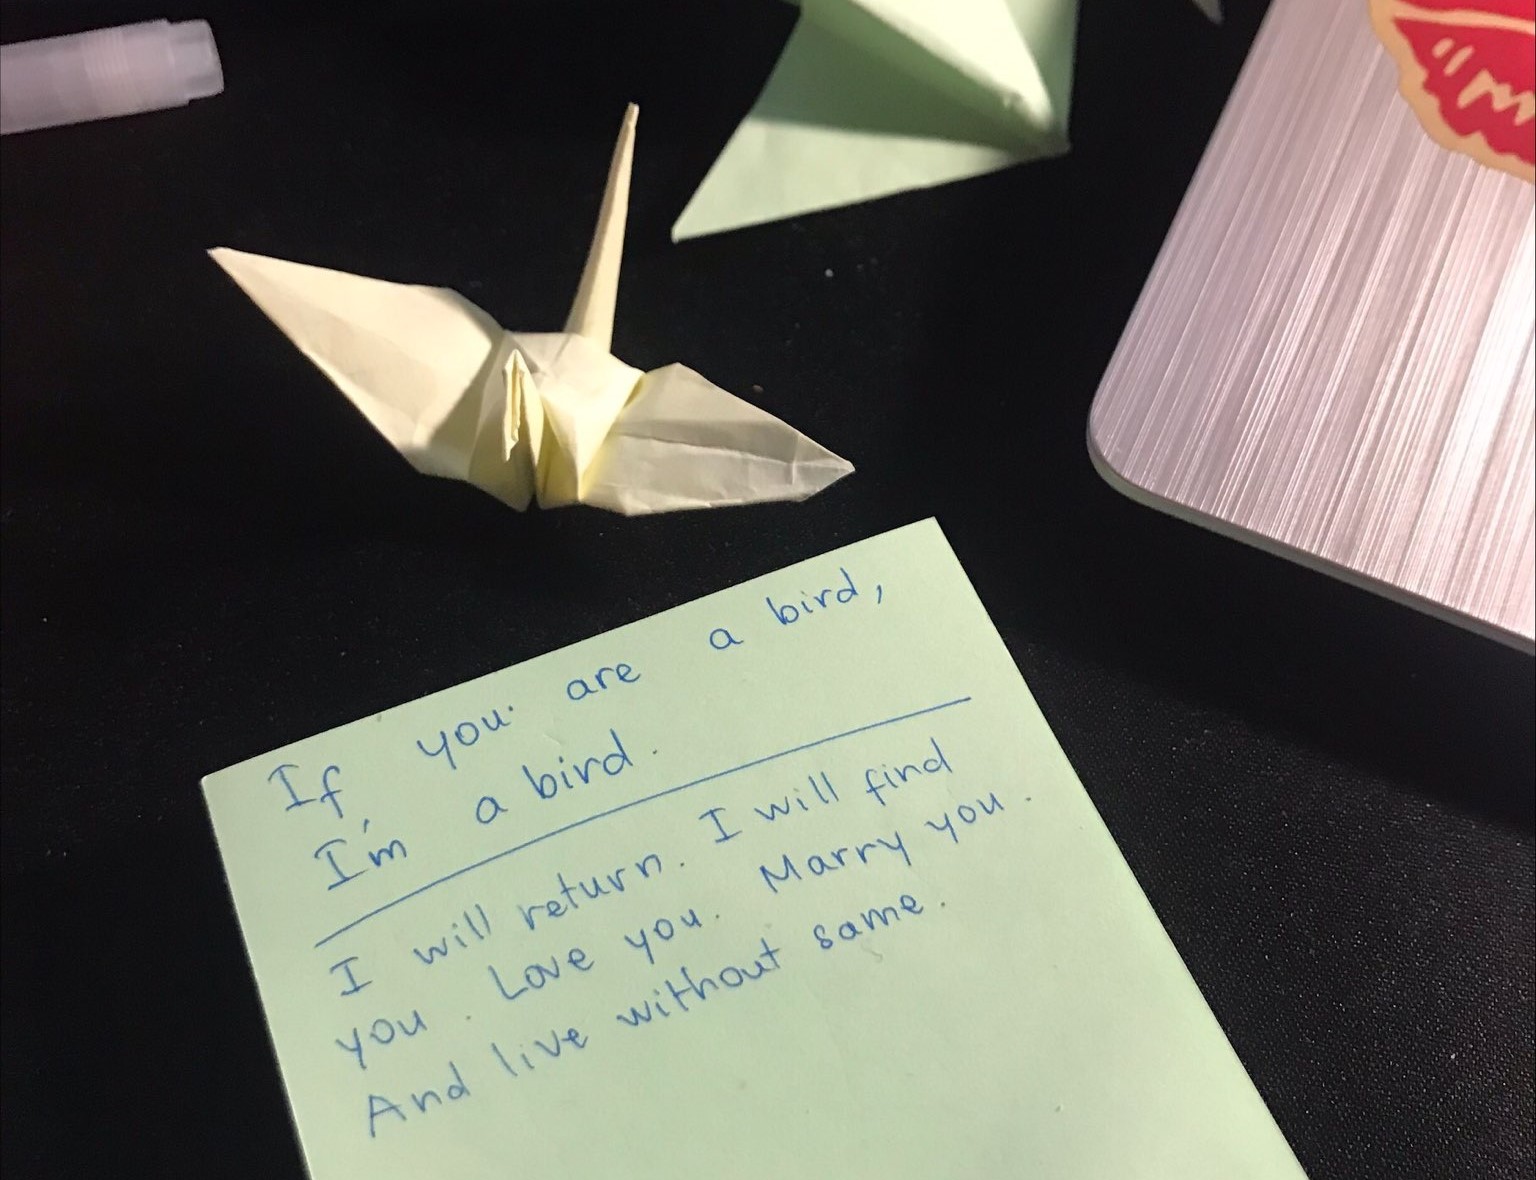 If you are a bird,
I'm a bird.
I will return. I will find
you. Love you. Marry you.
And live without same.